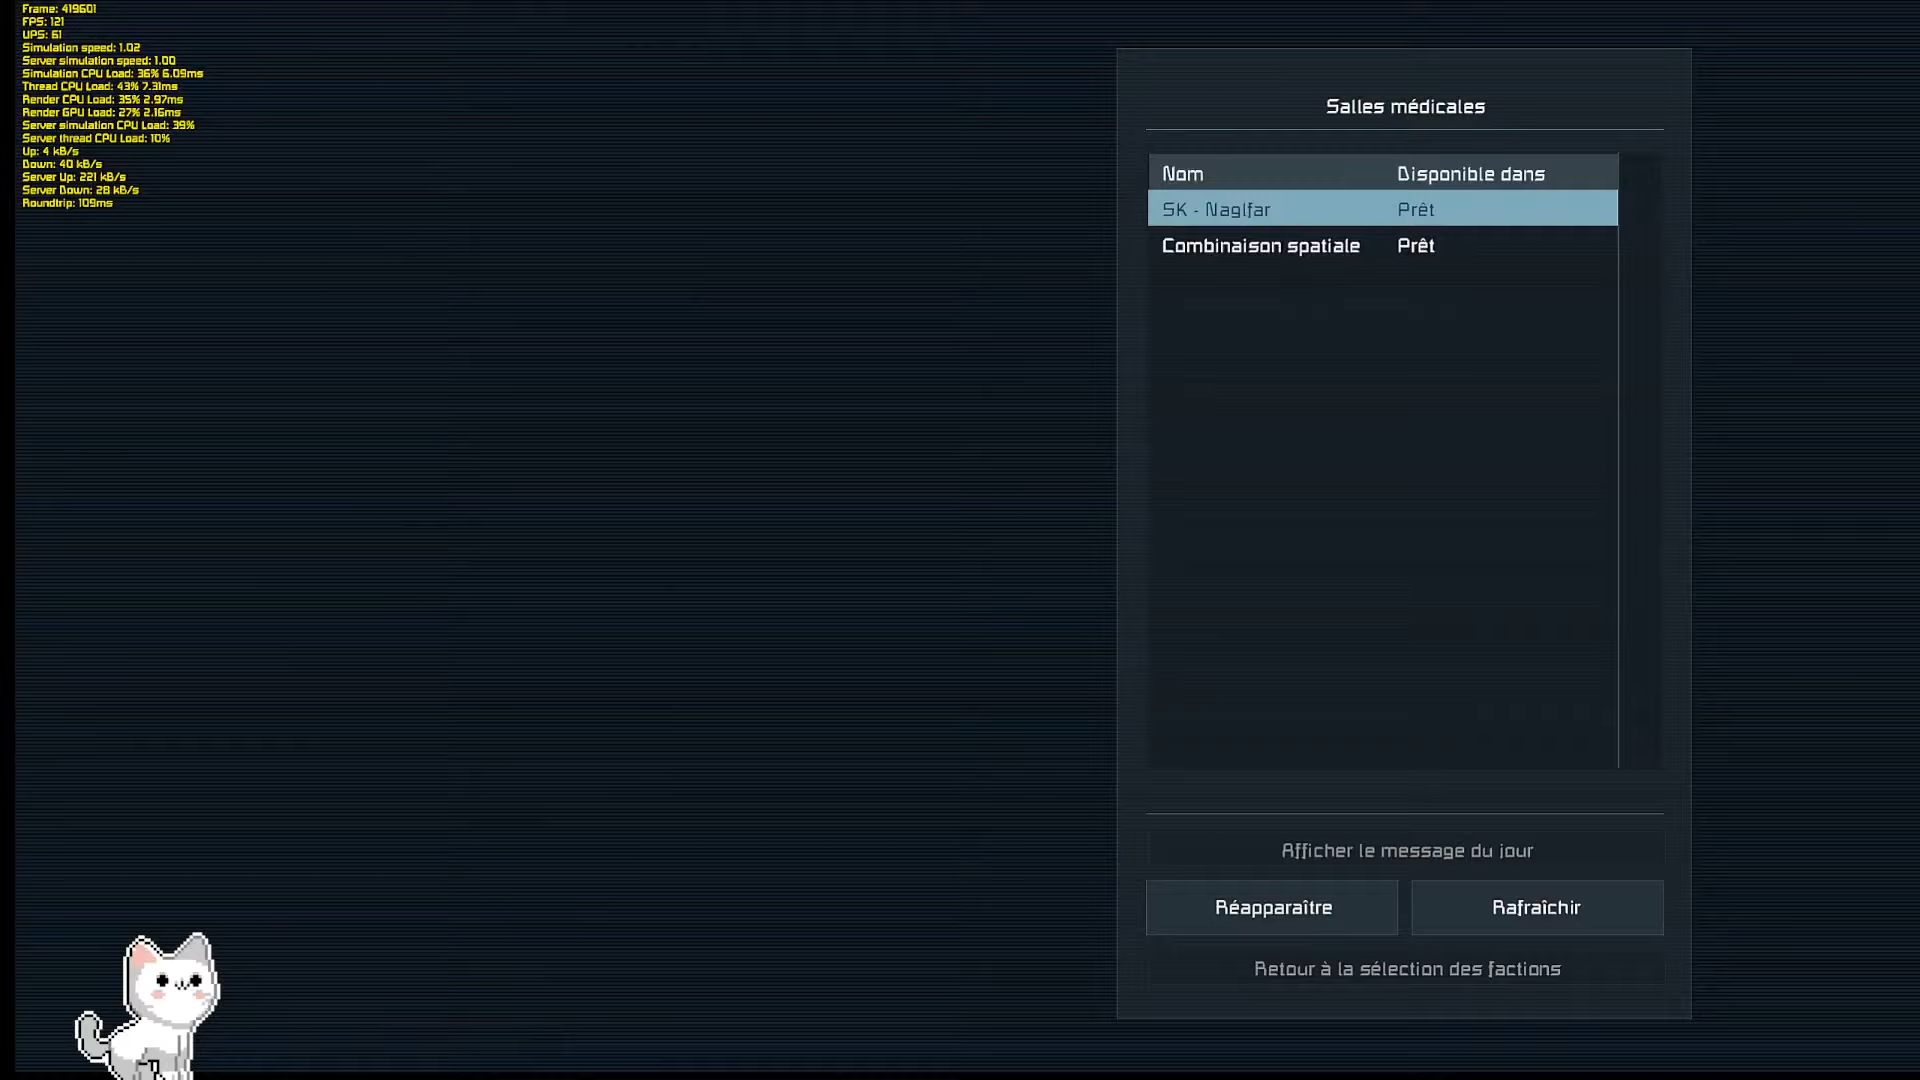 Frame: 419601
FPS: 121
UPS: 61
Simulation speed: 1.02
Server simulation speed: 1.00
Simulation CPU Load: 36% 6.09ms
Thread CPU Load: 43% 7.31ms
Render CPU Load: 35% 2.97ms
Render GPU Load: 27% 2.16ms
Server simulation CPU Load: 39%
Server thread CPU Load: 10%
Up: 4 kB/s
Down: 40 kB/s
Server Up: 221 kB/s
Server Down: 28 kB/s
Roundtrip: 109ms
Salles médicales
Nom Disponible dans
SK - Naglfar Prêt
Combinaison spatiale Prêt
Afficher le message du jour
Réapparaître Rafraîchir
Retour à la sélection des factions